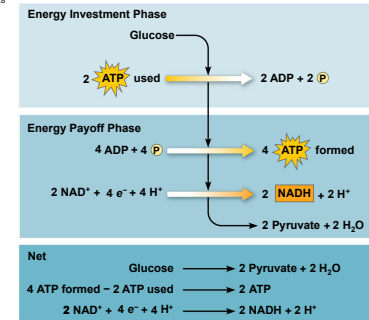 Energy Investment Phase
Glucose
2 ATP used 2 ADP + 2 P
Energy Payoff Phase
4 ADP + 4 P 4 ATP formed
2 NAD⁺ + 4 e⁻ + 4 H⁺ 2 NADH + 2 H⁺
2 Pyruvate + 2 H₂O
Net
Glucose → 2 Pyruvate + 2 H₂O
4 ATP formed − 2 ATP used → 2 ATP
2 NAD⁺ + 4 e⁻ + 4 H⁺ → 2 NADH + 2 H⁺